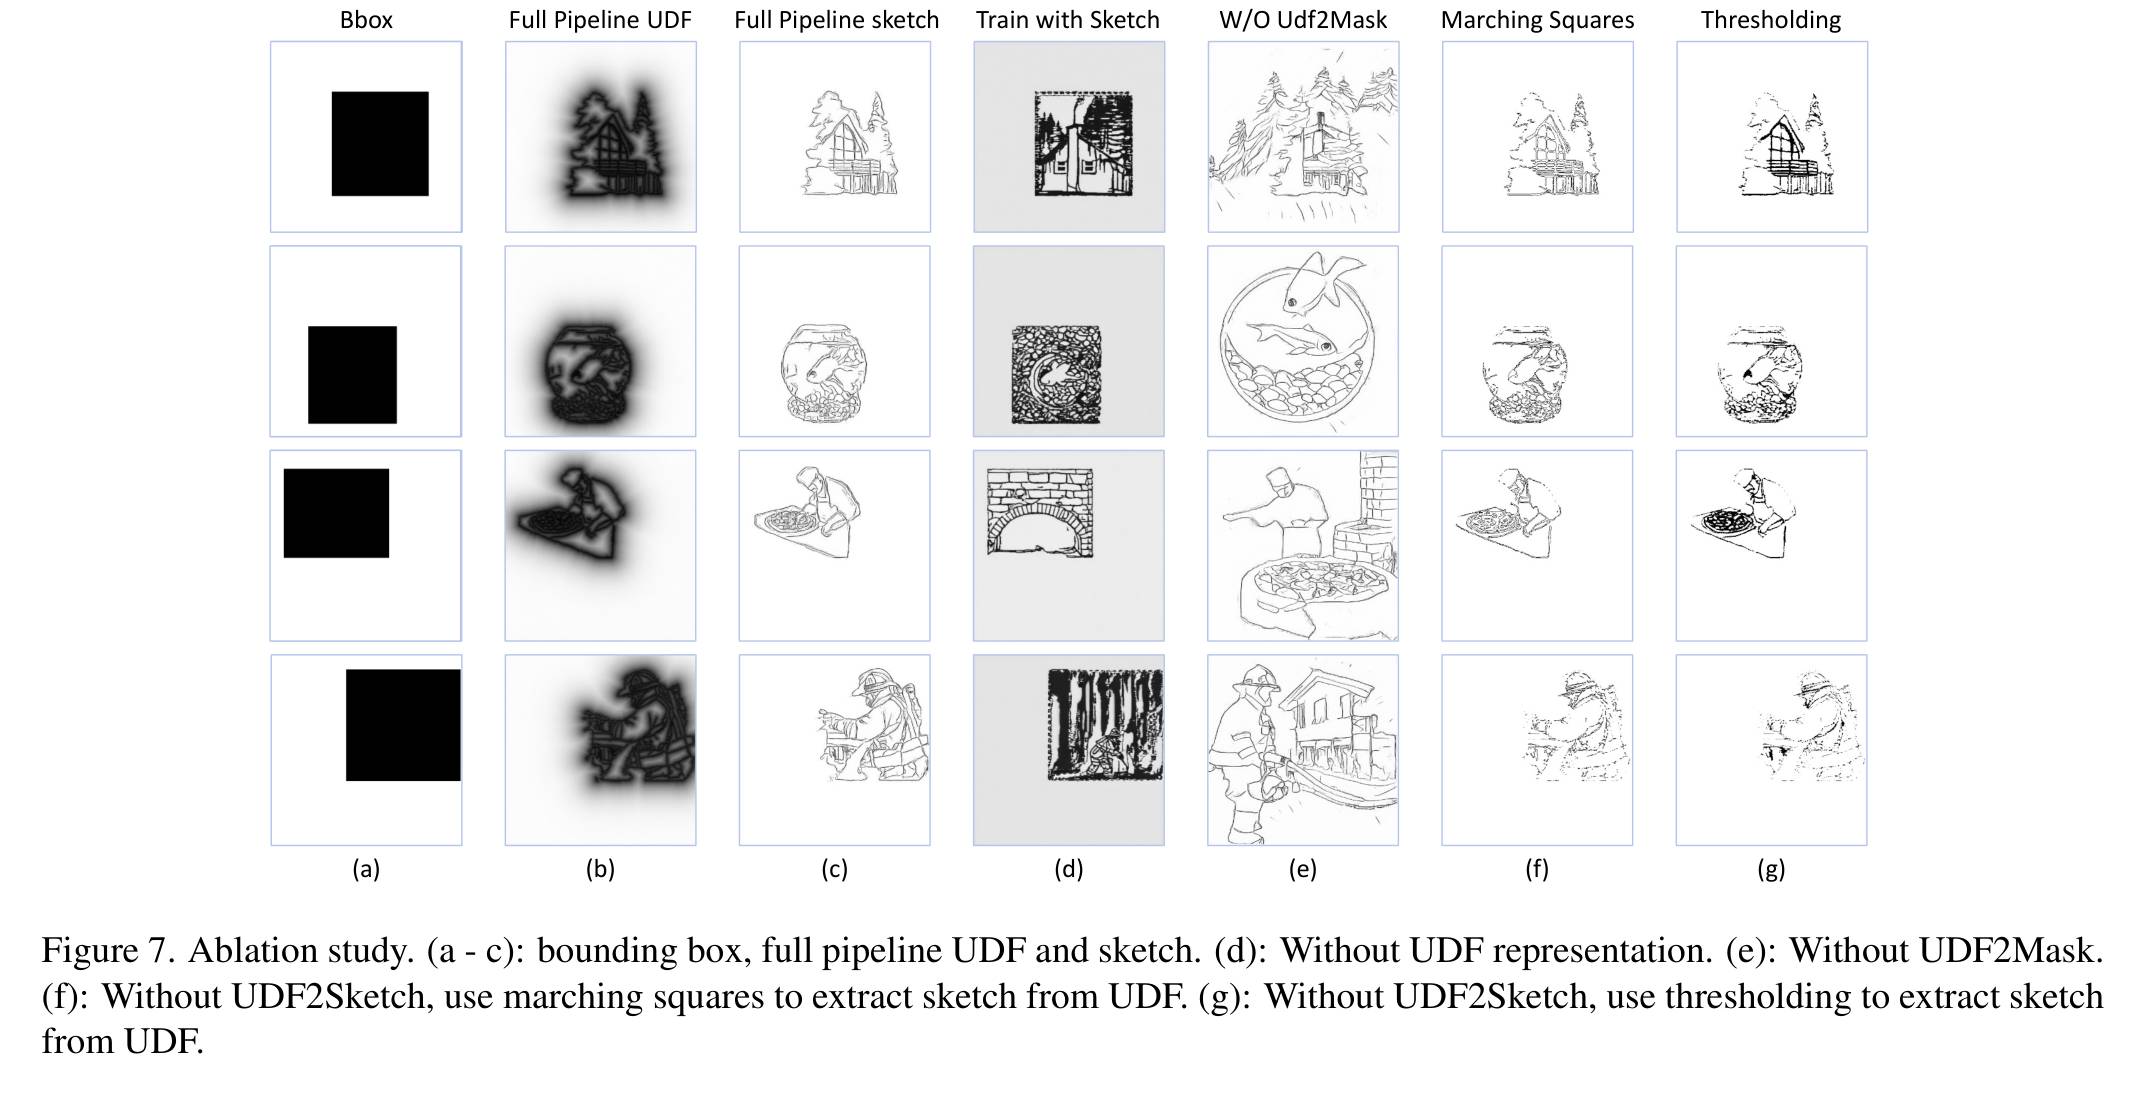 Bbox Full Pipeline UDF Full Pipeline sketch Train with Sketch W/O Udf2Mask Marching Squares Thresholding
(a) (b) (c) (d) (e) (f) (g)
Figure 7. Ablation study. (a - c): bounding box, full pipeline UDF and sketch. (d): Without UDF representation. (e): Without UDF2Mask.
(f): Without UDF2Sketch, use marching squares to extract sketch from UDF. (g): Without UDF2Sketch, use thresholding to extract sketch
from UDF.